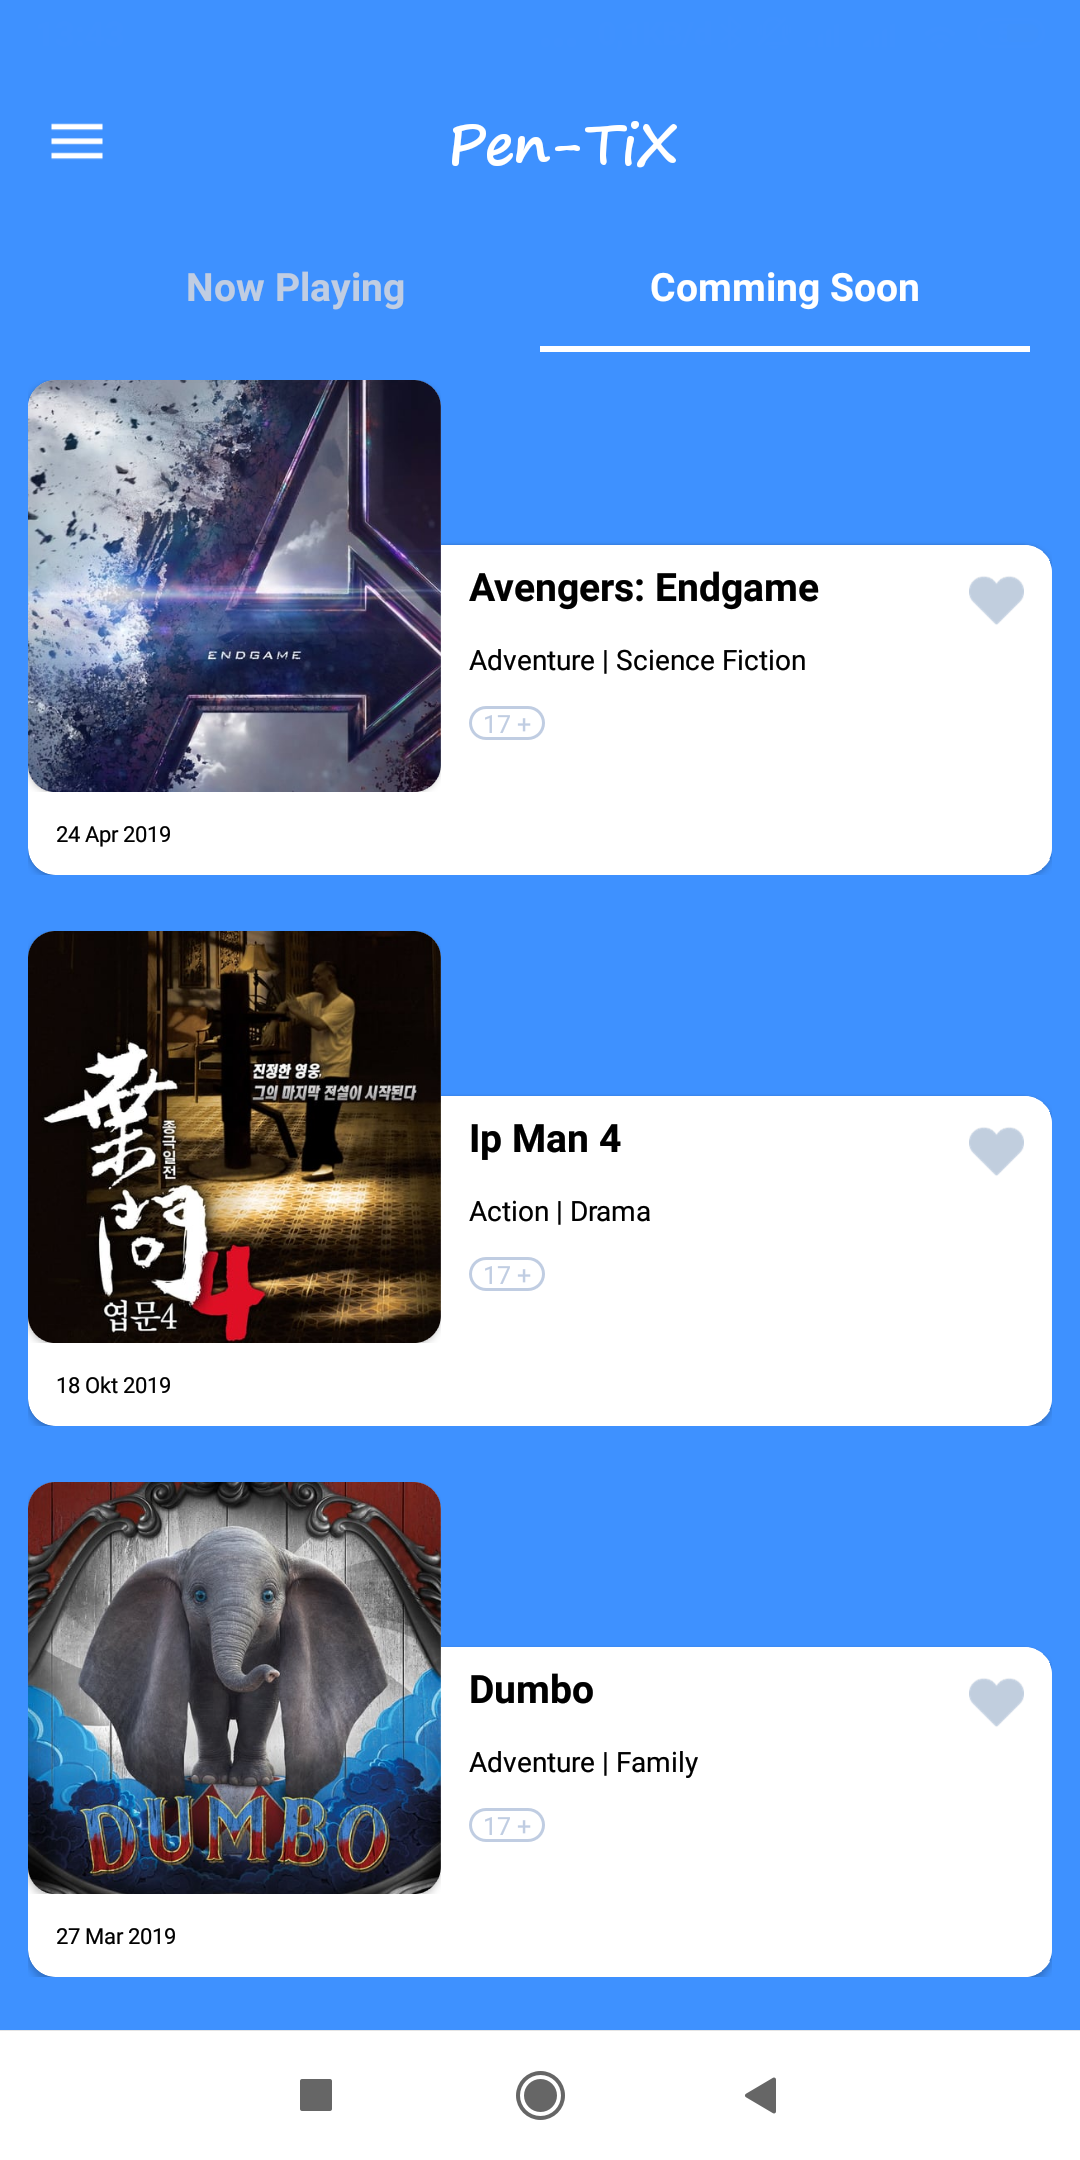 Pen-TiX
Now Playing
Comming Soon
ENDGAME
Avengers: Endgame
Adventure | Science Fiction
17 +
24 Apr 2019
진정한 영웅,
그의 마지막 전설이 시작된다
葉問4
종극일전
엽문4
Ip Man 4
Action | Drama
17 +
18 Okt 2019
DUMBO
Dumbo
Adventure | Family
17 +
27 Mar 2019